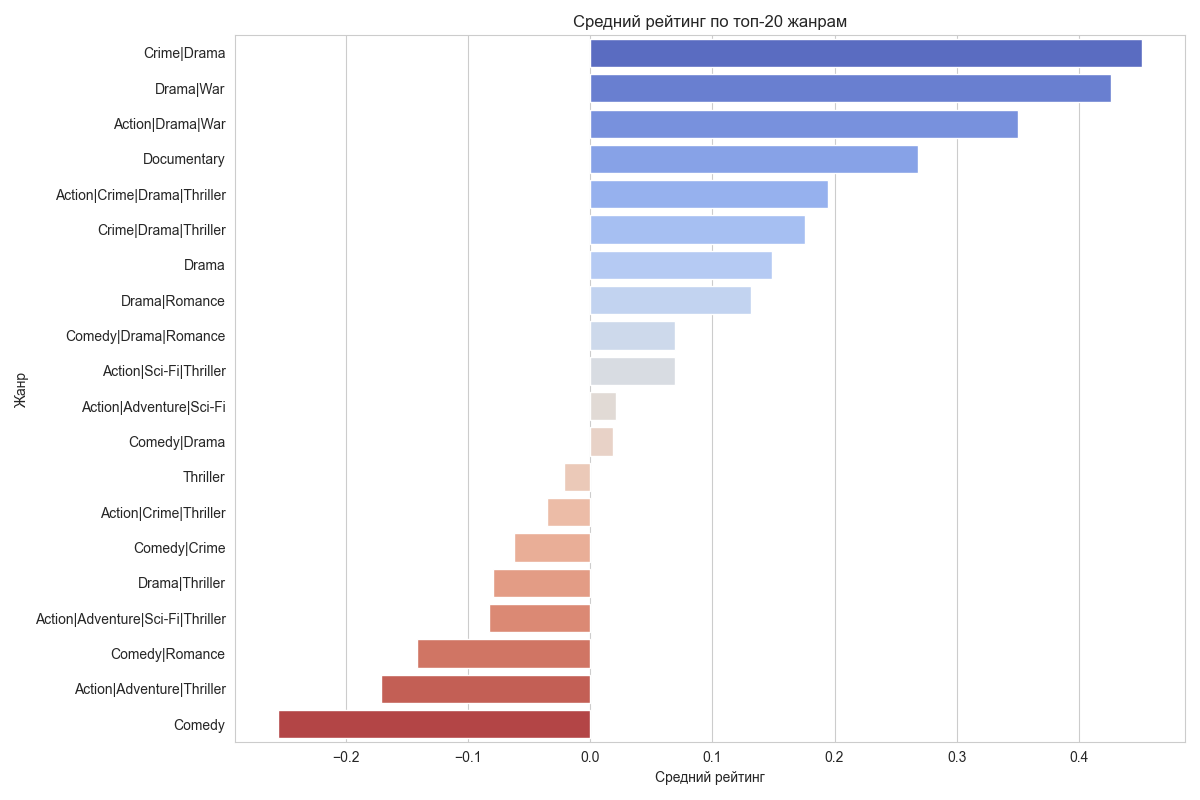 Средний рейтинг по топ-20 жанрам
Crime|Drama
Drama|War
Action|Drama|War
Documentary
Action|Crime|Drama|Thriller
Crime|Drama|Thriller
Drama
Drama|Romance
Comedy|Drama|Romance
Action|Sci-Fi|Thriller
Action|Adventure|Sci-Fi
Comedy|Drama
Thriller
Action|Crime|Thriller
Comedy|Crime
Drama|Thriller
Action|Adventure|Sci-Fi|Thriller
Comedy|Romance
Action|Adventure|Thriller
Comedy
Жанр
−0.2 −0.1 0.0 0.1 0.2 0.3 0.4
Средний рейтинг